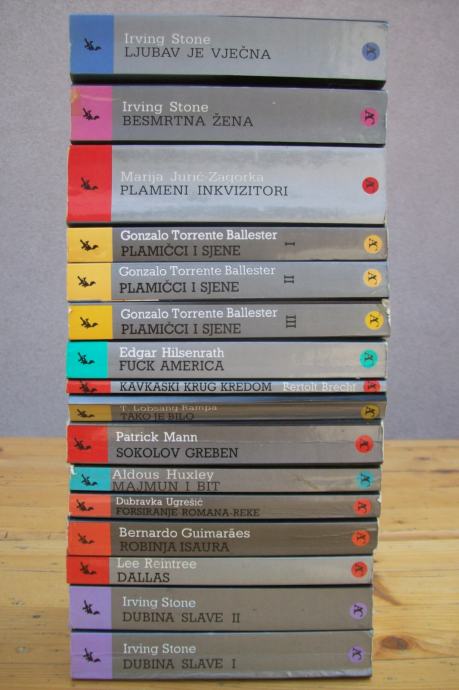 Irving Stone
LJUBAV JE VJEČNA
Irving Stone
BESMRTNA ŽENA
Marija Jurić-Zagorka
PLAMENI INKVIZITORI
Gonzalo Torrente Ballester I
PLAMIČCI I SJENE
Gonzalo Torrente Ballester II
PLAMIČCI I SJENE
Gonzalo Torrente Ballester III
PLAMIČCI I SJENE
Edgar Hilsenrath
FUCK AMERICA
KAVKASKI KRUG KREDOM Bertolt Brecht
T. Lobsang Rampa
TAKO JE BILO
Patrick Mann
SOKOLOV GREBEN
Aldous Huxley
MAJMUN I BIT
Dubravka Ugrešić
FORSIRANJE ROMANA-REKE
Bernardo Guimarães
ROBINJA ISAURA
Lee Reintree
DALLAS
Irving Stone
DUBINA SLAVE II
Irving Stone
DUBINA SLAVE I